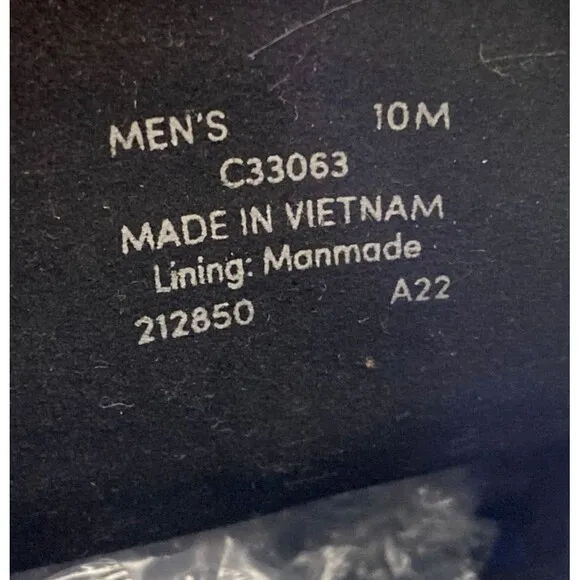 MEN'S 10M
C33063
MADE IN VIETNAM
Lining: Manmade
212850 A22